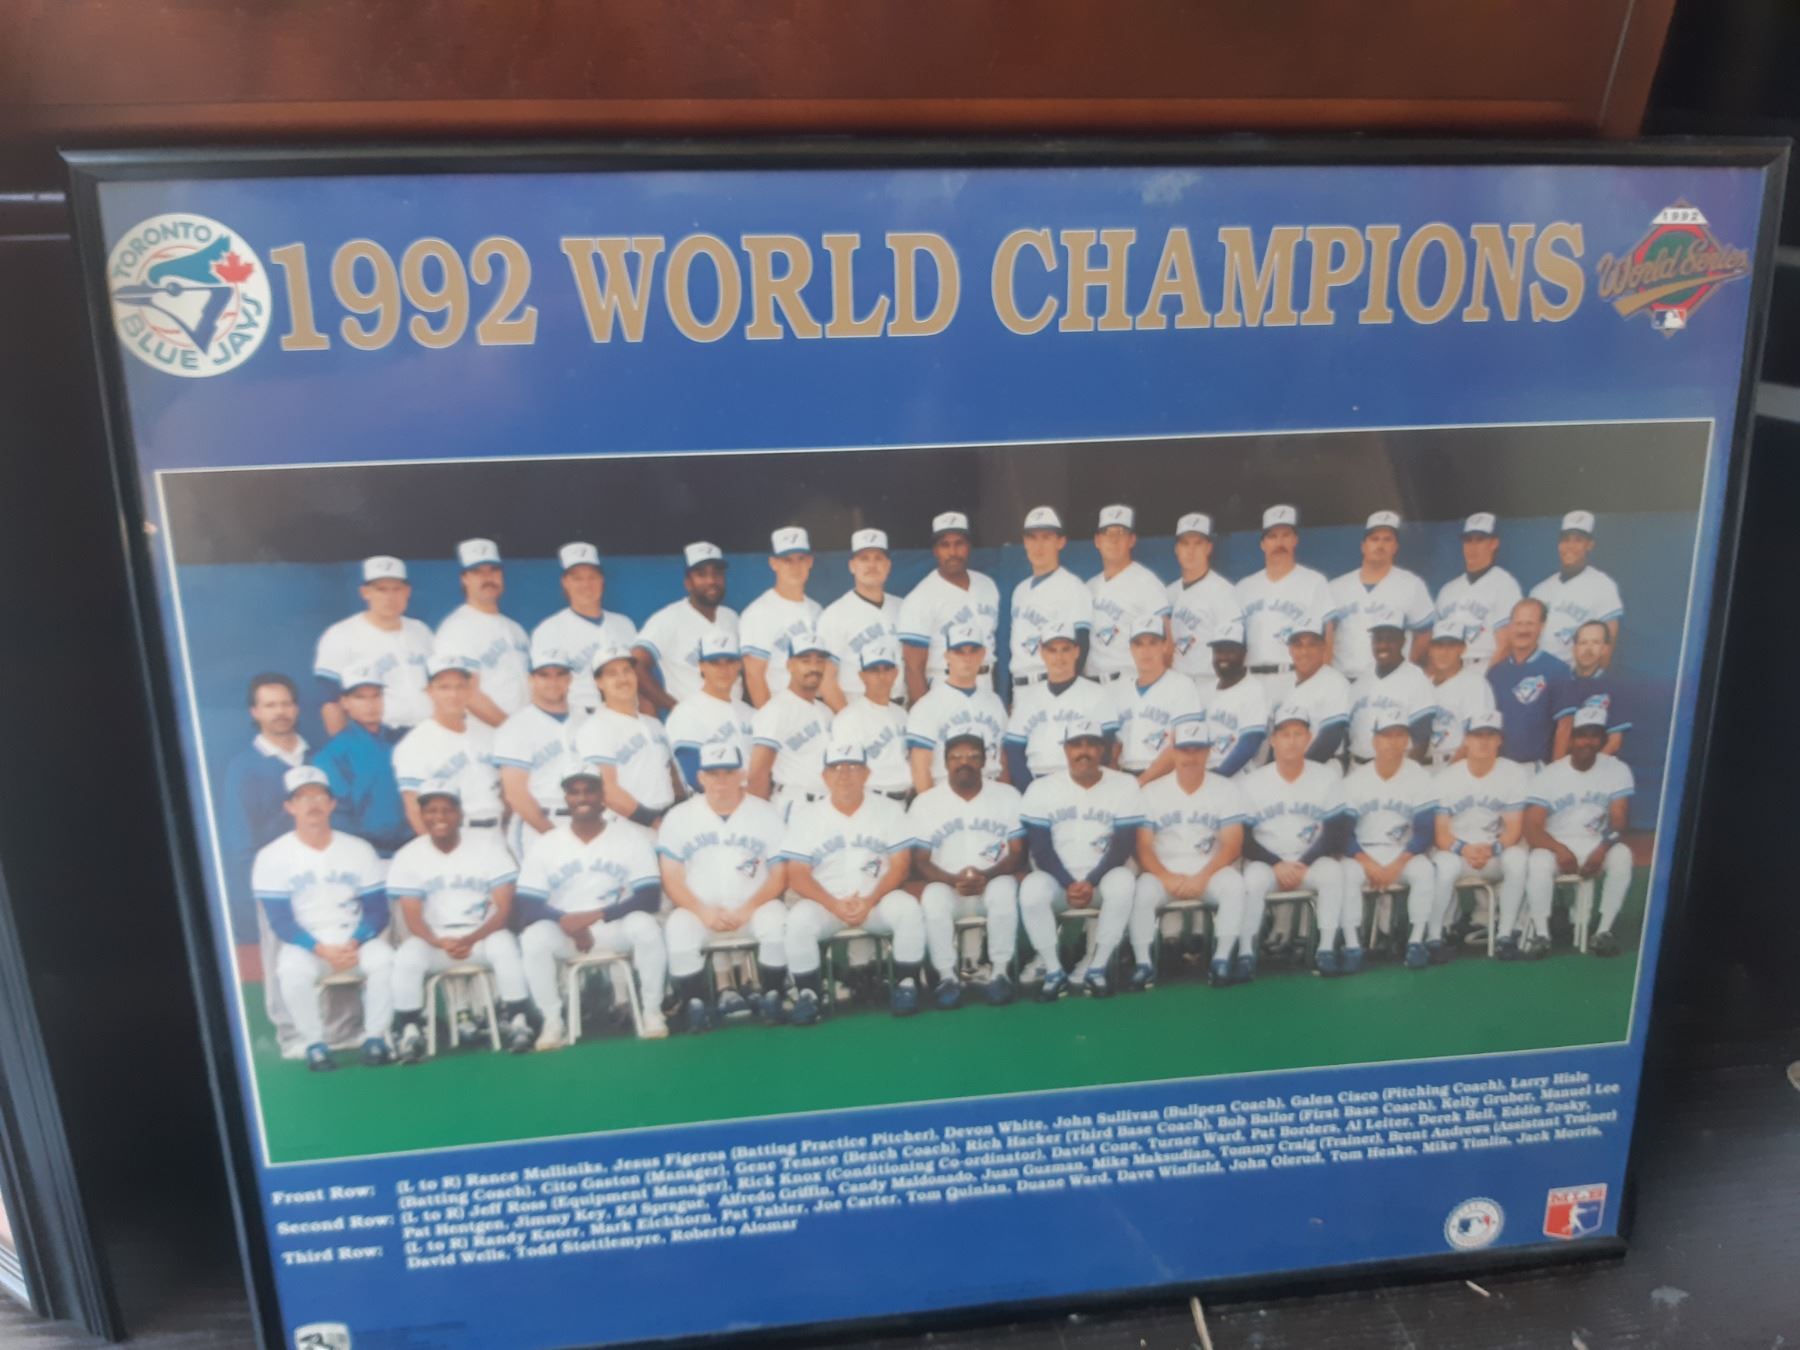 TORONTO
BLUE JAYS
1992 WORLD CHAMPIONS
1992
World Series
Front Row: (L to R) Rance Mulliniks, Jesus Figeroa (Batting Practice Pitcher), Devon White, John Sullivan (Bullpen Coach), Galen Cisco (Pitching Coach), Larry Hisle
(Batting Coach), Cito Gaston (Manager), Gene Tenace (Bench Coach), Rich Hacker (Third Base Coach), Bob Bailor (First Base Coach), Kelly Gruber, Manuel Lee
Second Row: (L to R) Jeff Ross (Equipment Manager), Rick Knox (Conditioning Co-ordinator), David Cone, Turner Ward, Pat Borders, Al Leiter, Derek Bell, Eddie Zosky,
Pat Hentgen, Jimmy Key, Ed Sprague, Alfredo Griffin, Candy Maldonado, Juan Guzman, Mike Maksudian, Tommy Craig (Trainer), Brent Andrews (Assistant Trainer)
Third Row: (L to R) Randy Knorr, Mark Eichhorn, Pat Tabler, Joe Carter, Tom Quinlan, Duane Ward, Dave Winfield, John Olerud, Tom Henke, Mike Timlin, Jack Morris,
David Wells, Todd Stottlemyre, Roberto Alomar
MLB